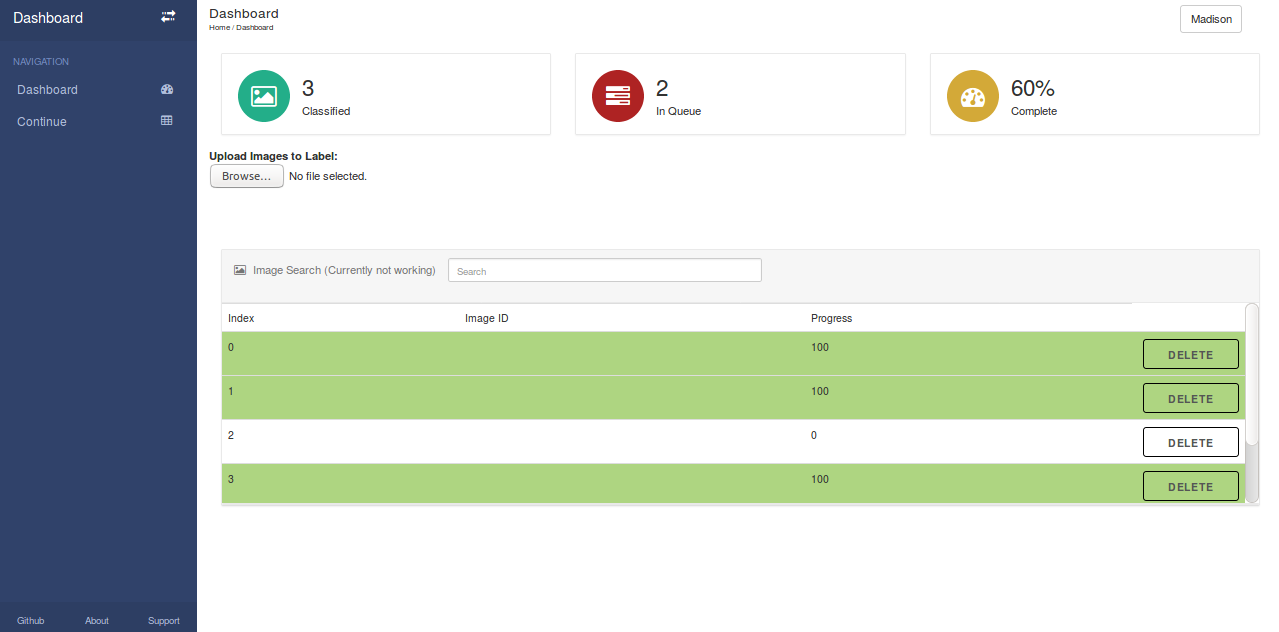 Dashboard
NAVIGATION
Dashboard
Continue
Github About Support
Dashboard
Home / Dashboard
Madison
3
Classified
2
In Queue
60%
Complete
Upload Images to Label:
Browse... No file selected.
Image Search (Currently not working) Search
Index Image ID Progress
0 100 DELETE
1 100 DELETE
2 0 DELETE
3 100 DELETE